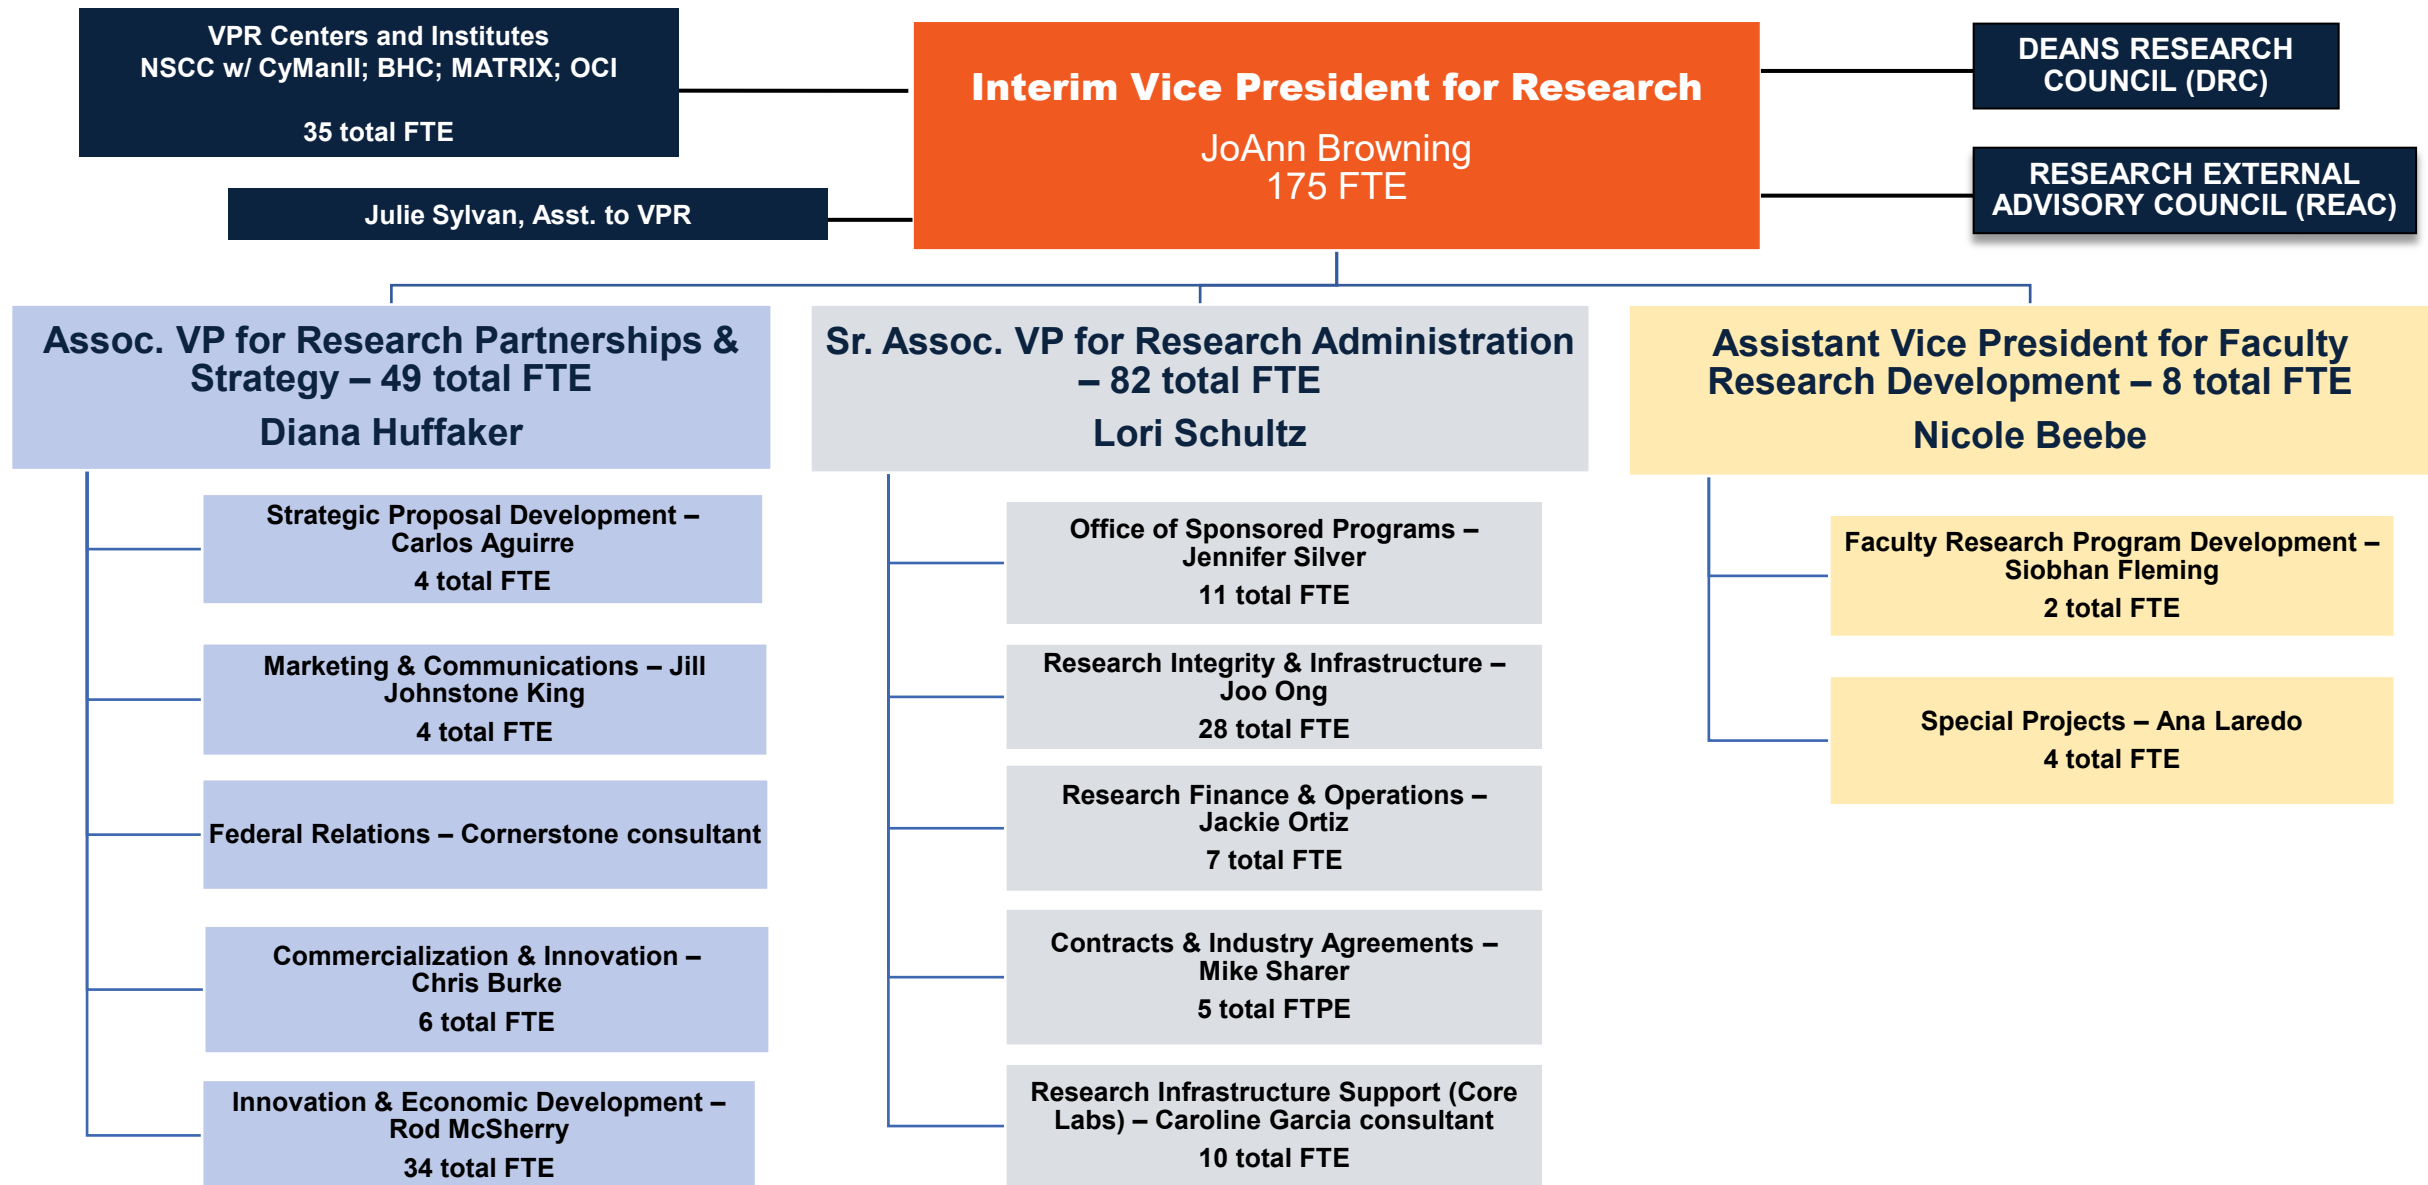 VPR Centers and Institutes
NSCC w/ CyManII; BHC; MATRIX; OCI
35 total FTE
Julie Sylvan, Asst. to VPR
Interim Vice President for Research
JoAnn Browning
175 FTE
DEANS RESEARCH
COUNCIL (DRC)
RESEARCH EXTERNAL
ADVISORY COUNCIL (REAC)
Assoc. VP for Research Partnerships &
Strategy – 49 total FTE
Diana Huffaker
Strategic Proposal Development –
Carlos Aguirre
4 total FTE
Marketing & Communications – Jill
Johnstone King
4 total FTE
Federal Relations – Cornerstone consultant
Commercialization & Innovation –
Chris Burke
6 total FTE
Innovation & Economic Development –
Rod McSherry
34 total FTE
Sr. Assoc. VP for Research Administration
– 82 total FTE
Lori Schultz
Office of Sponsored Programs –
Jennifer Silver
11 total FTE
Research Integrity & Infrastructure –
Joo Ong
28 total FTE
Research Finance & Operations –
Jackie Ortiz
7 total FTE
Contracts & Industry Agreements –
Mike Sharer
5 total FTPE
Research Infrastructure Support (Core
Labs) – Caroline Garcia consultant
10 total FTE
Assistant Vice President for Faculty
Research Development – 8 total FTE
Nicole Beebe
Faculty Research Program Development –
Siobhan Fleming
2 total FTE
Special Projects – Ana Laredo
4 total FTE